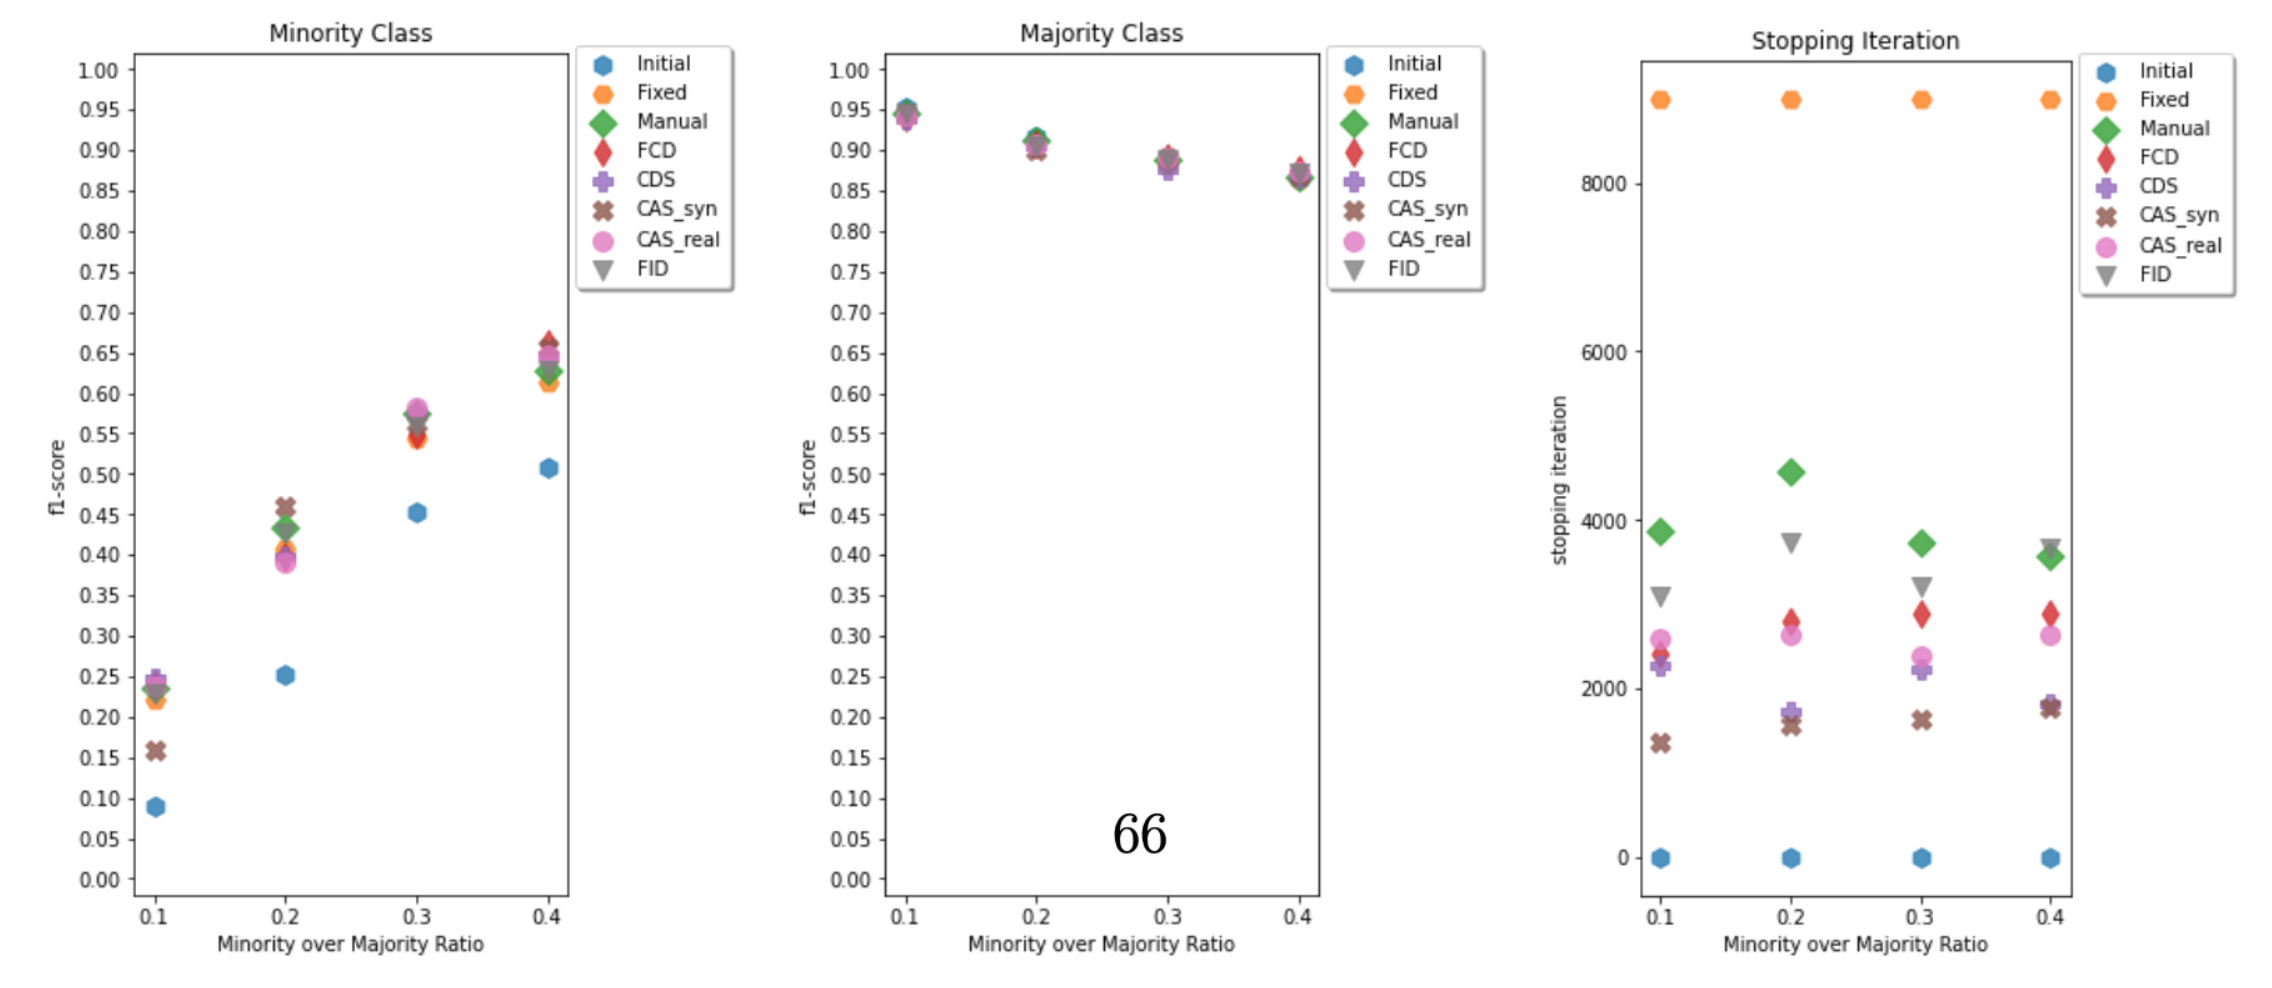 Minority Class
1.00
0.95
0.90
0.85
0.80
0.75
0.70
0.65
0.60
0.55
0.50
0.45
0.40
0.35
0.30
0.25
0.20
0.15
0.10
0.05
0.00
f1-score
0.1 0.2 0.3 0.4
Minority over Majority Ratio
Initial
Fixed
Manual
FCD
CDS
CAS_syn
CAS_real
FID
Majority Class
1.00
0.95
0.90
0.85
0.80
0.75
0.70
0.65
0.60
0.55
0.50
0.45
0.40
0.35
0.30
0.25
0.20
0.15
0.10
0.05
0.00
f1-score
66
0.1 0.2 0.3 0.4
Minority over Majority Ratio
Initial
Fixed
Manual
FCD
CDS
CAS_syn
CAS_real
FID
Stopping Iteration
8000
6000
4000
2000
0
stopping iteration
0.1 0.2 0.3 0.4
Minority over Majority Ratio
Initial
Fixed
Manual
FCD
CDS
CAS_syn
CAS_real
FID